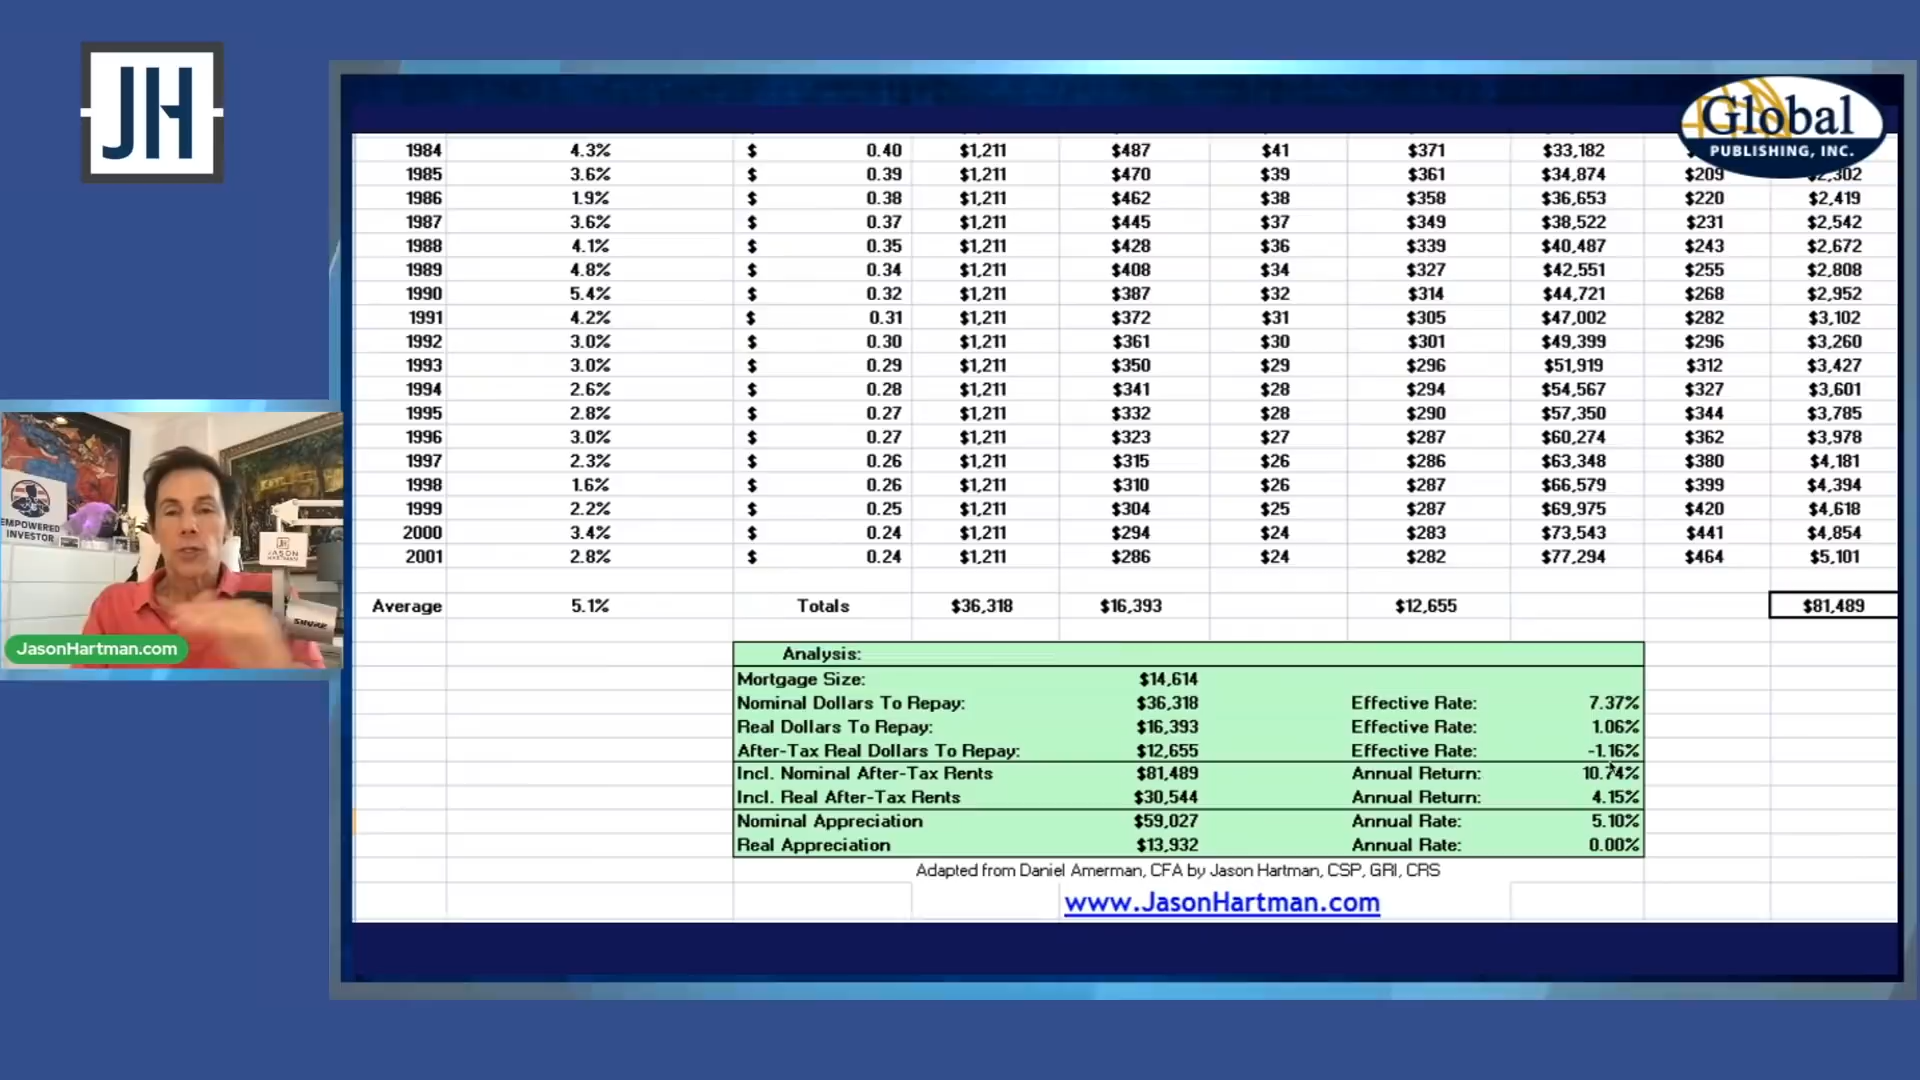 JH
Global
PUBLISHING, INC.
1984 4.3% $ 0.40 $1,211 $487 $41 $371 $33,182
1985 3.6% $ 0.39 $1,211 $470 $39 $361 $34,874 $209 $2,302
1986 1.9% $ 0.38 $1,211 $462 $38 $358 $36,653 $220 $2,419
1987 3.6% $ 0.37 $1,211 $445 $37 $349 $38,522 $231 $2,542
1988 4.1% $ 0.35 $1,211 $428 $36 $339 $40,487 $243 $2,672
1989 4.8% $ 0.34 $1,211 $408 $34 $327 $42,551 $255 $2,808
1990 5.4% $ 0.32 $1,211 $387 $32 $314 $44,721 $268 $2,952
1991 4.2% $ 0.31 $1,211 $372 $31 $305 $47,002 $282 $3,102
1992 3.0% $ 0.30 $1,211 $361 $30 $301 $49,399 $296 $3,260
1993 3.0% $ 0.29 $1,211 $350 $29 $296 $51,919 $312 $3,427
1994 2.6% $ 0.28 $1,211 $341 $28 $294 $54,567 $327 $3,601
1995 2.8% $ 0.27 $1,211 $332 $28 $290 $57,350 $344 $3,785
1996 3.0% $ 0.27 $1,211 $323 $27 $287 $60,274 $362 $3,978
1997 2.3% $ 0.26 $1,211 $315 $26 $286 $63,348 $380 $4,181
1998 1.6% $ 0.26 $1,211 $310 $26 $287 $66,579 $399 $4,394
1999 2.2% $ 0.25 $1,211 $304 $25 $287 $69,975 $420 $4,618
2000 3.4% $ 0.24 $1,211 $294 $24 $283 $73,543 $441 $4,854
2001 2.8% $ 0.24 $1,211 $286 $24 $282 $77,294 $464 $5,101
Average 5.1% Totals $36,318 $16,393 $12,655 $81,489
Analysis:
Mortgage Size: $14,614
Nominal Dollars To Repay: $36,318 Effective Rate: 7.37%
Real Dollars To Repay: $16,393 Effective Rate: 1.06%
After-Tax Real Dollars To Repay: $12,655 Effective Rate: -1.16%
Incl. Nominal After-Tax Rents $81,489 Annual Return: 10.74%
Incl. Real After-Tax Rents $30,544 Annual Return: 4.15%
Nominal Appreciation $59,027 Annual Rate: 5.10%
Real Appreciation $13,932 Annual Rate: 0.00%
Adapted from Daniel Amerman, CFA by Jason Hartman, CSP, GRI, CRS
www.JasonHartman.com
EMPOWERED
INVESTOR
JH
JASON
HARTMAN
SHURE
JasonHartman.com